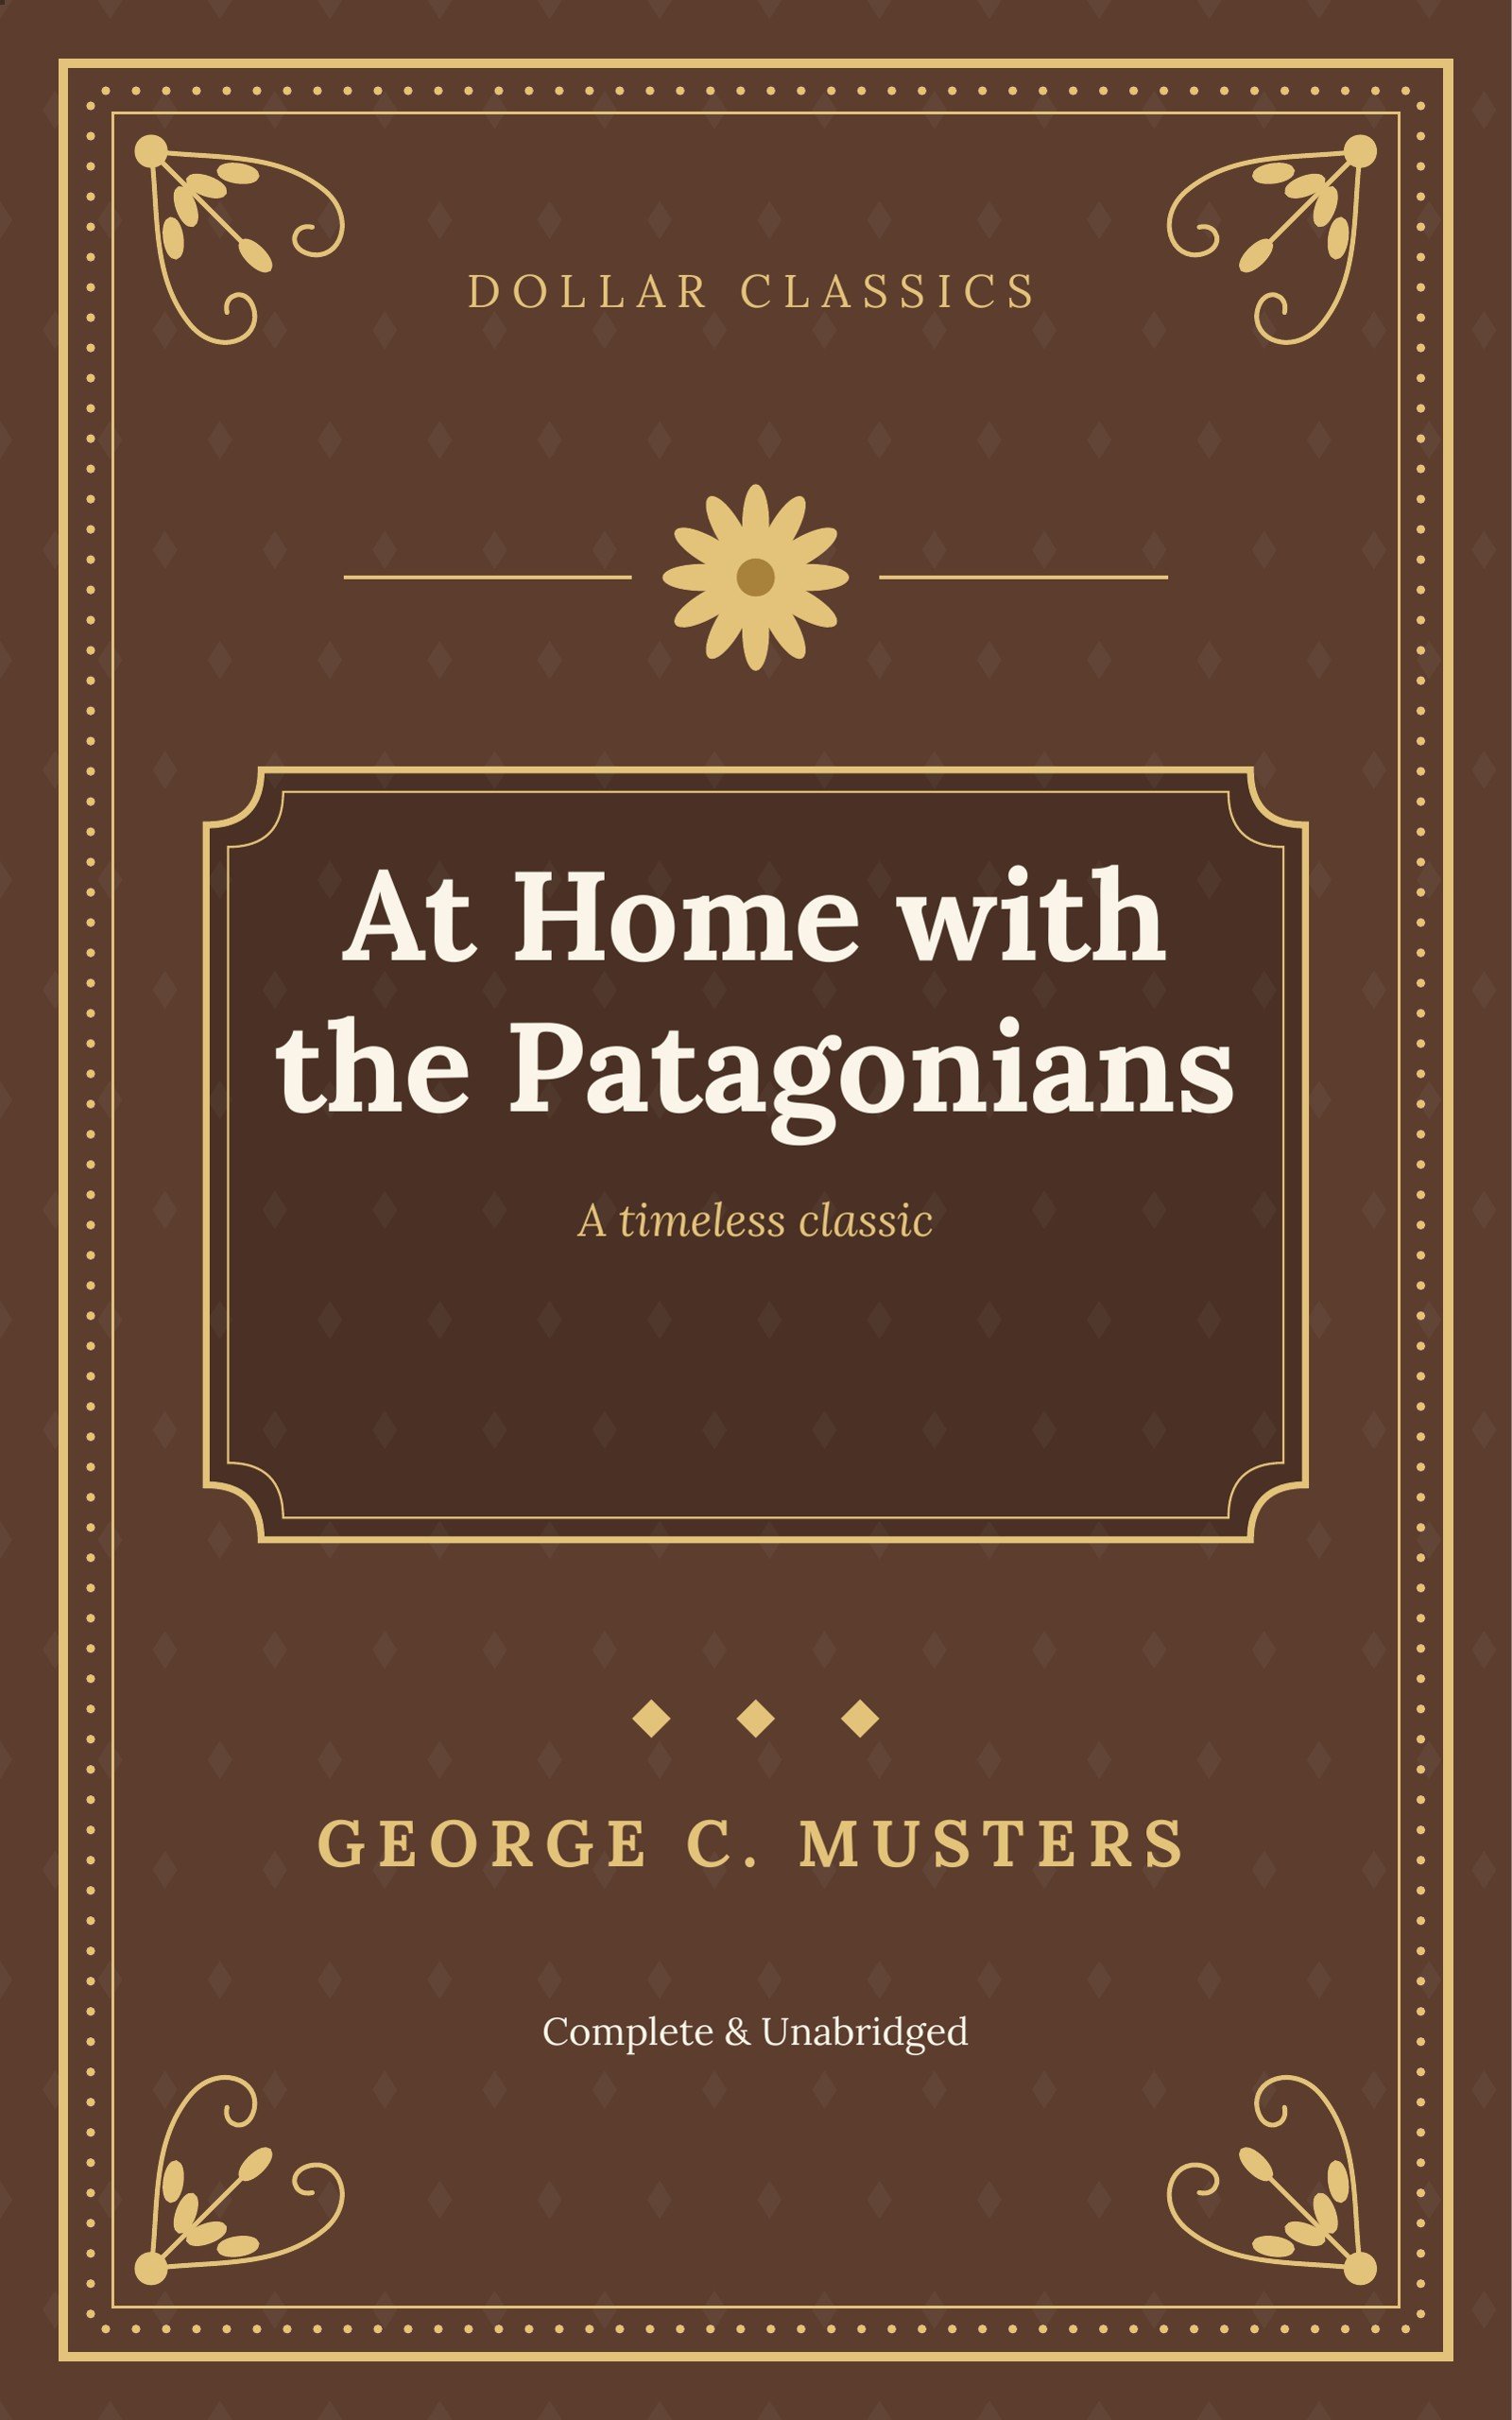 DOLLAR CLASSICS
At Home with
the Patagonians
A timeless classic
GEORGE C. MUSTERS
Complete & Unabridged